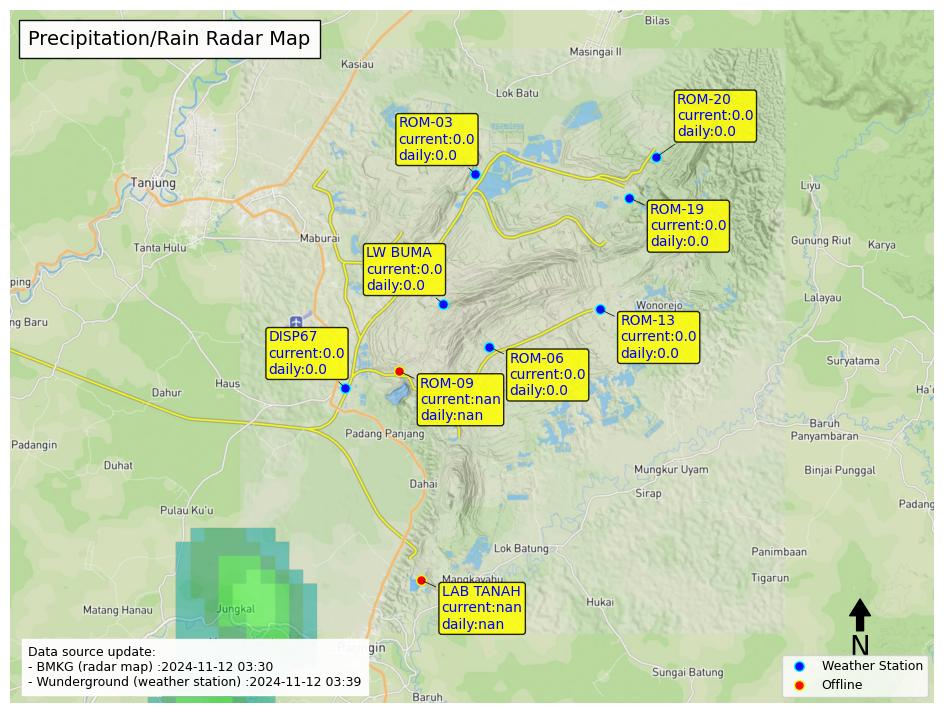 Precipitation/Rain Radar Map
Bilas
Masingai II
Kasiau
Lok Batu
ROM-20
current:0.0
daily:0.0
ROM-03
current:0.0
daily:0.0
Tanjung
Liyu
ROM-19
current:0.0
daily:0.0
Maburai
Tanta Hulu
Gunung Riut
Karya
LW BUMA
current:0.0
daily:0.0
ping
Lalayau
Wonorejo
ng Baru
ROM-13
current:0.0
daily:0.0
DISP67
current:0.0
daily:0.0
ROM-06
current:0.0
daily:0.0
Suryatama
Haus
Dahur
ROM-09
current:nan
daily:nan
Ha
Baruh
Panyambaran
Padang Panjang
Padangin
Duhat
Mungkur Uyam
Binjai Punggal
Dahai
Sirap
Padang
Pulau Ku'u
Lok Batung
Panimbaan
Mangkayahu
Tigarun
LAB TANAH
current:nan
daily:nan
Hukai
Matang Hanau
Jungkal
N
Data source update:
- BMKG (radar map) :2024-11-12 03:30
- Wunderground (weather station) :2024-11-12 03:39
Sungai Batung
Baruh
Weather Station
Offline